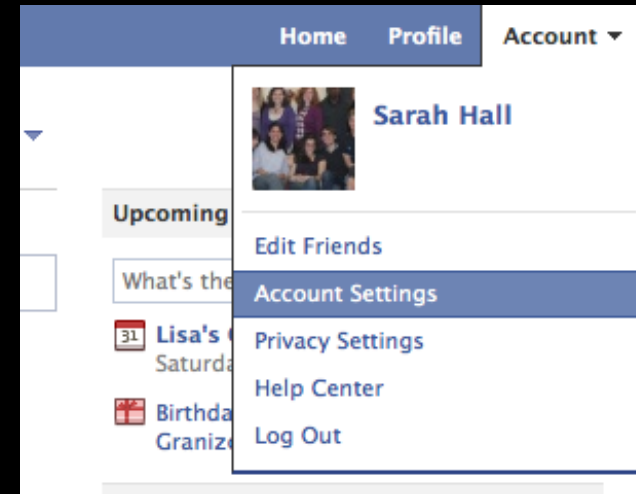 Home Profile Account
Sarah Hall
Upcoming
Edit Friends
What's the
Account Settings
31 Lisa's
Privacy Settings
Saturda
Help Center
Birthda
Log Out
Granizo